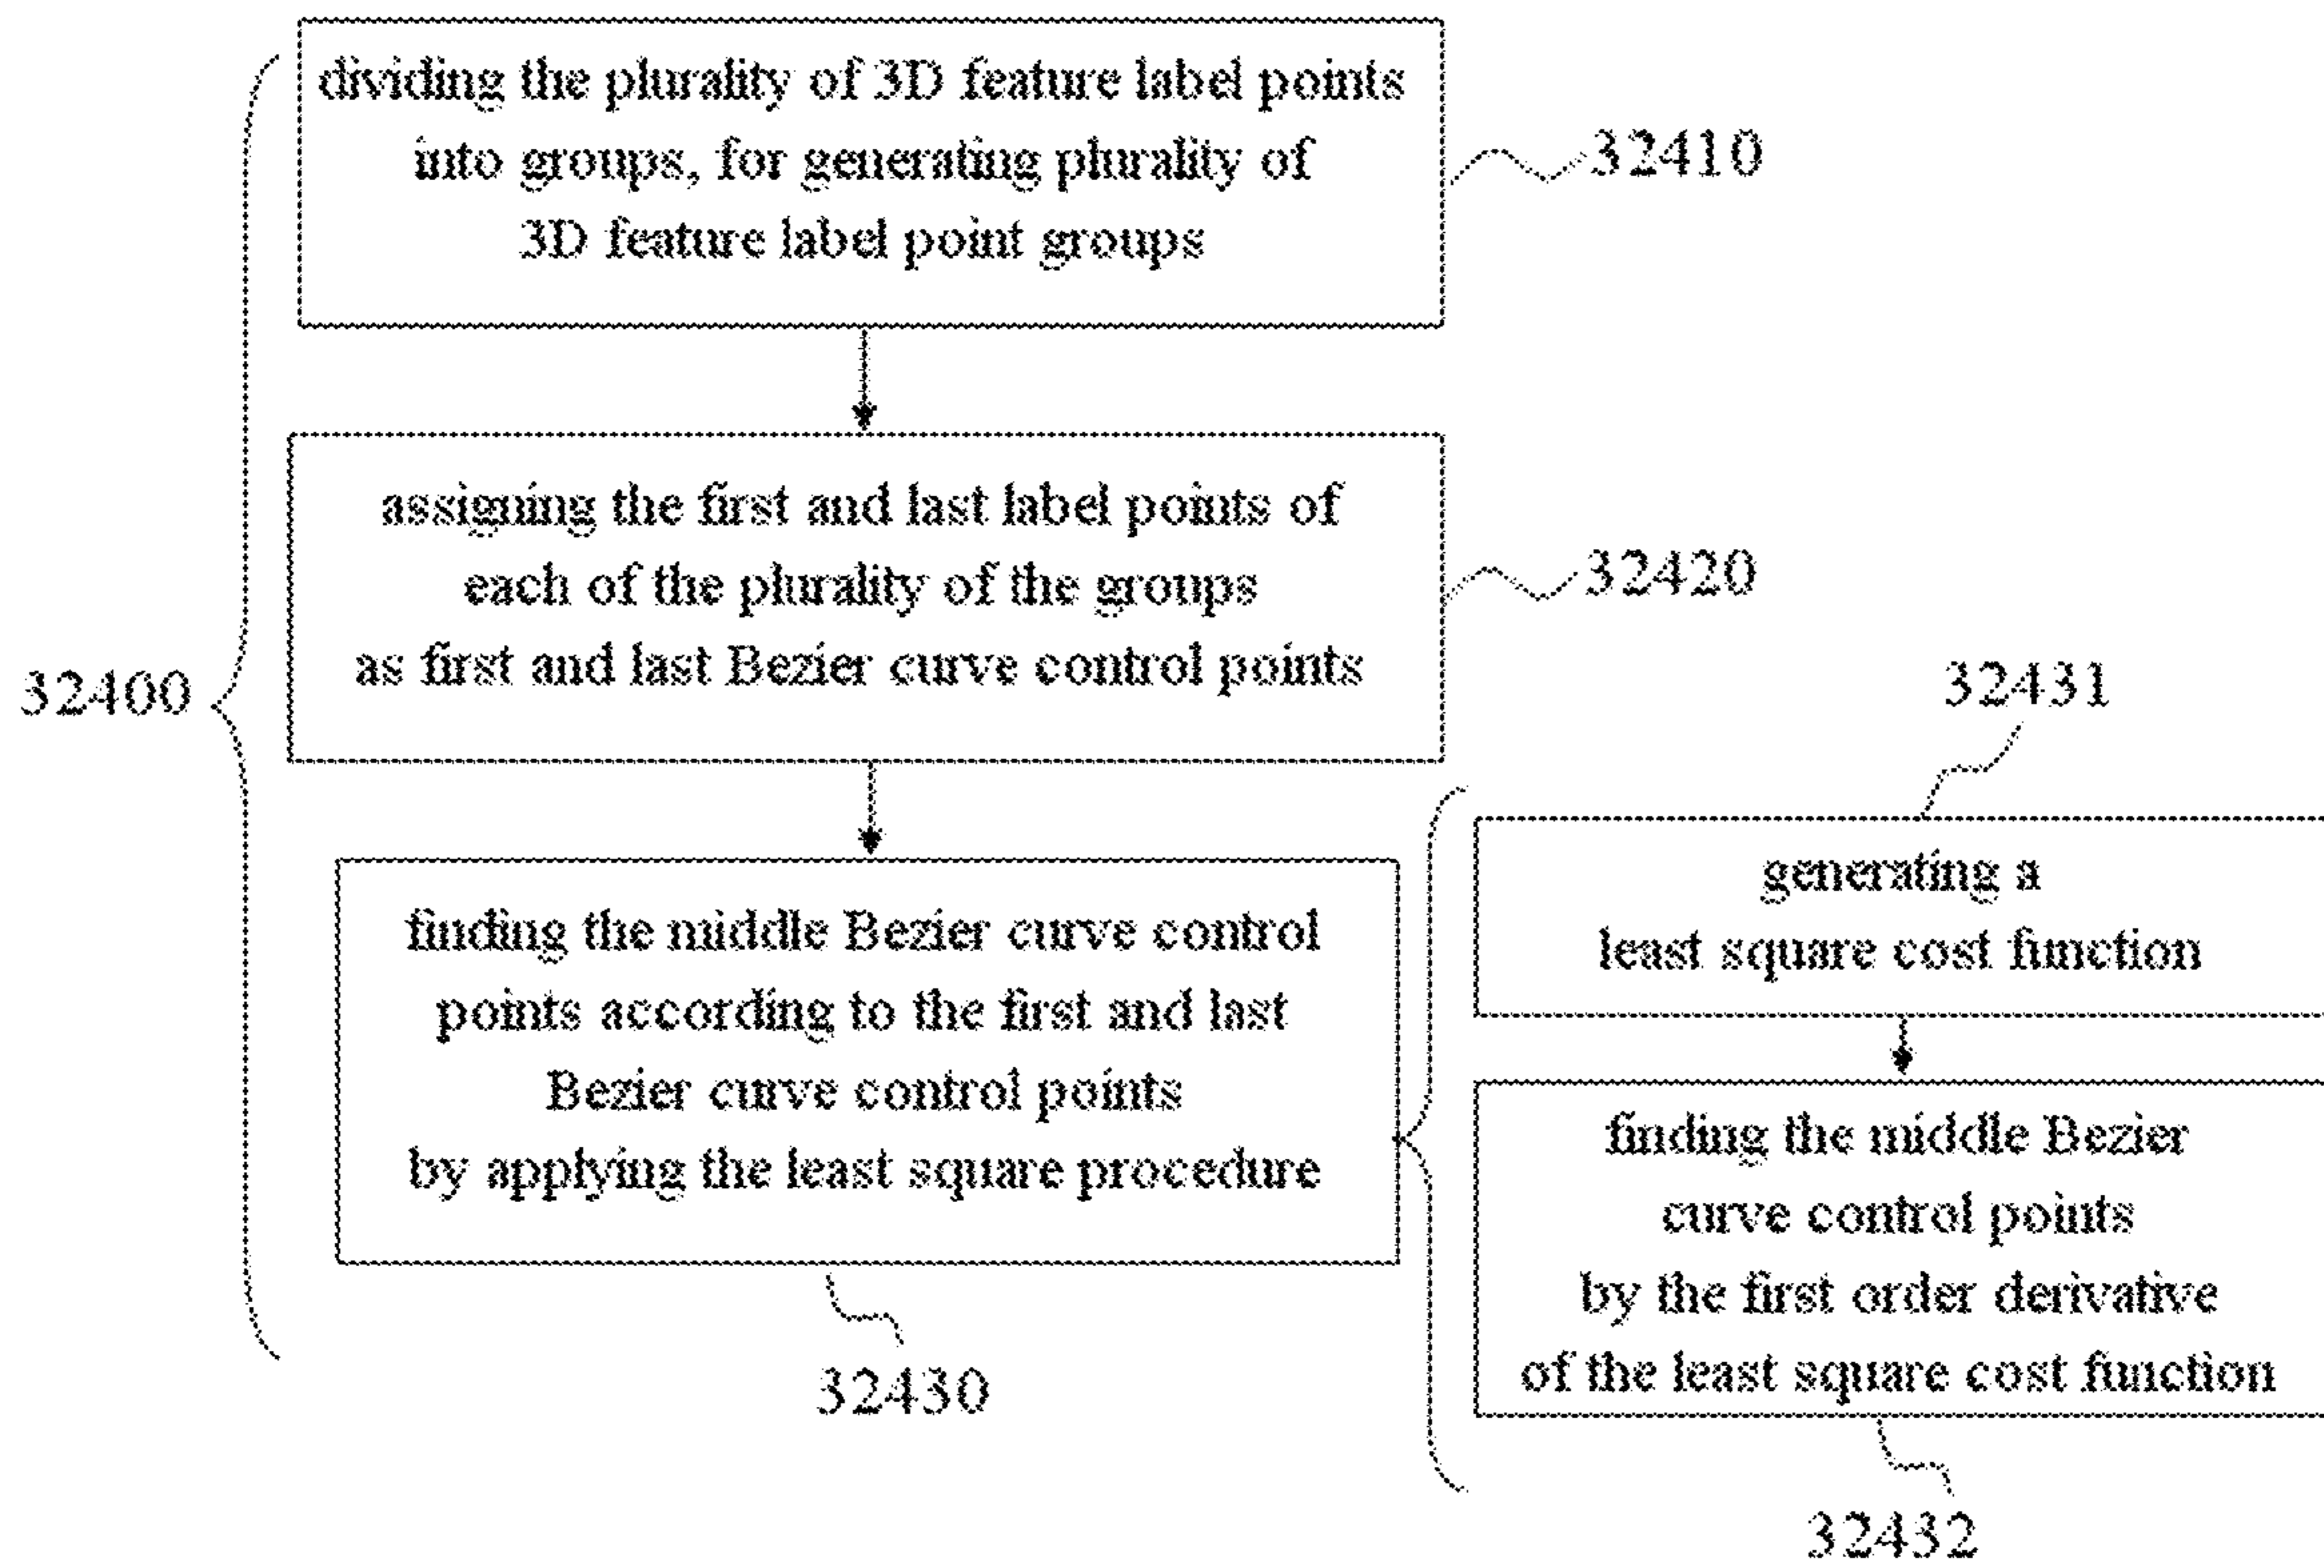 dividing the plurality of 3D feature label points
into groups, for generating plurality of
3D feature label point groups
32410
assigning the first and last label points of
each of the plurality of the groups
as first and last Bezier curve control points
32420
32400
finding the middle Bezier curve control
points according to the first and last
Bezier curve control points
by applying the least square procedure
32430
32431
generating a
least square cost function
finding the middle Bezier
curve control points
by the first order derivative
of the least square cost function
32432